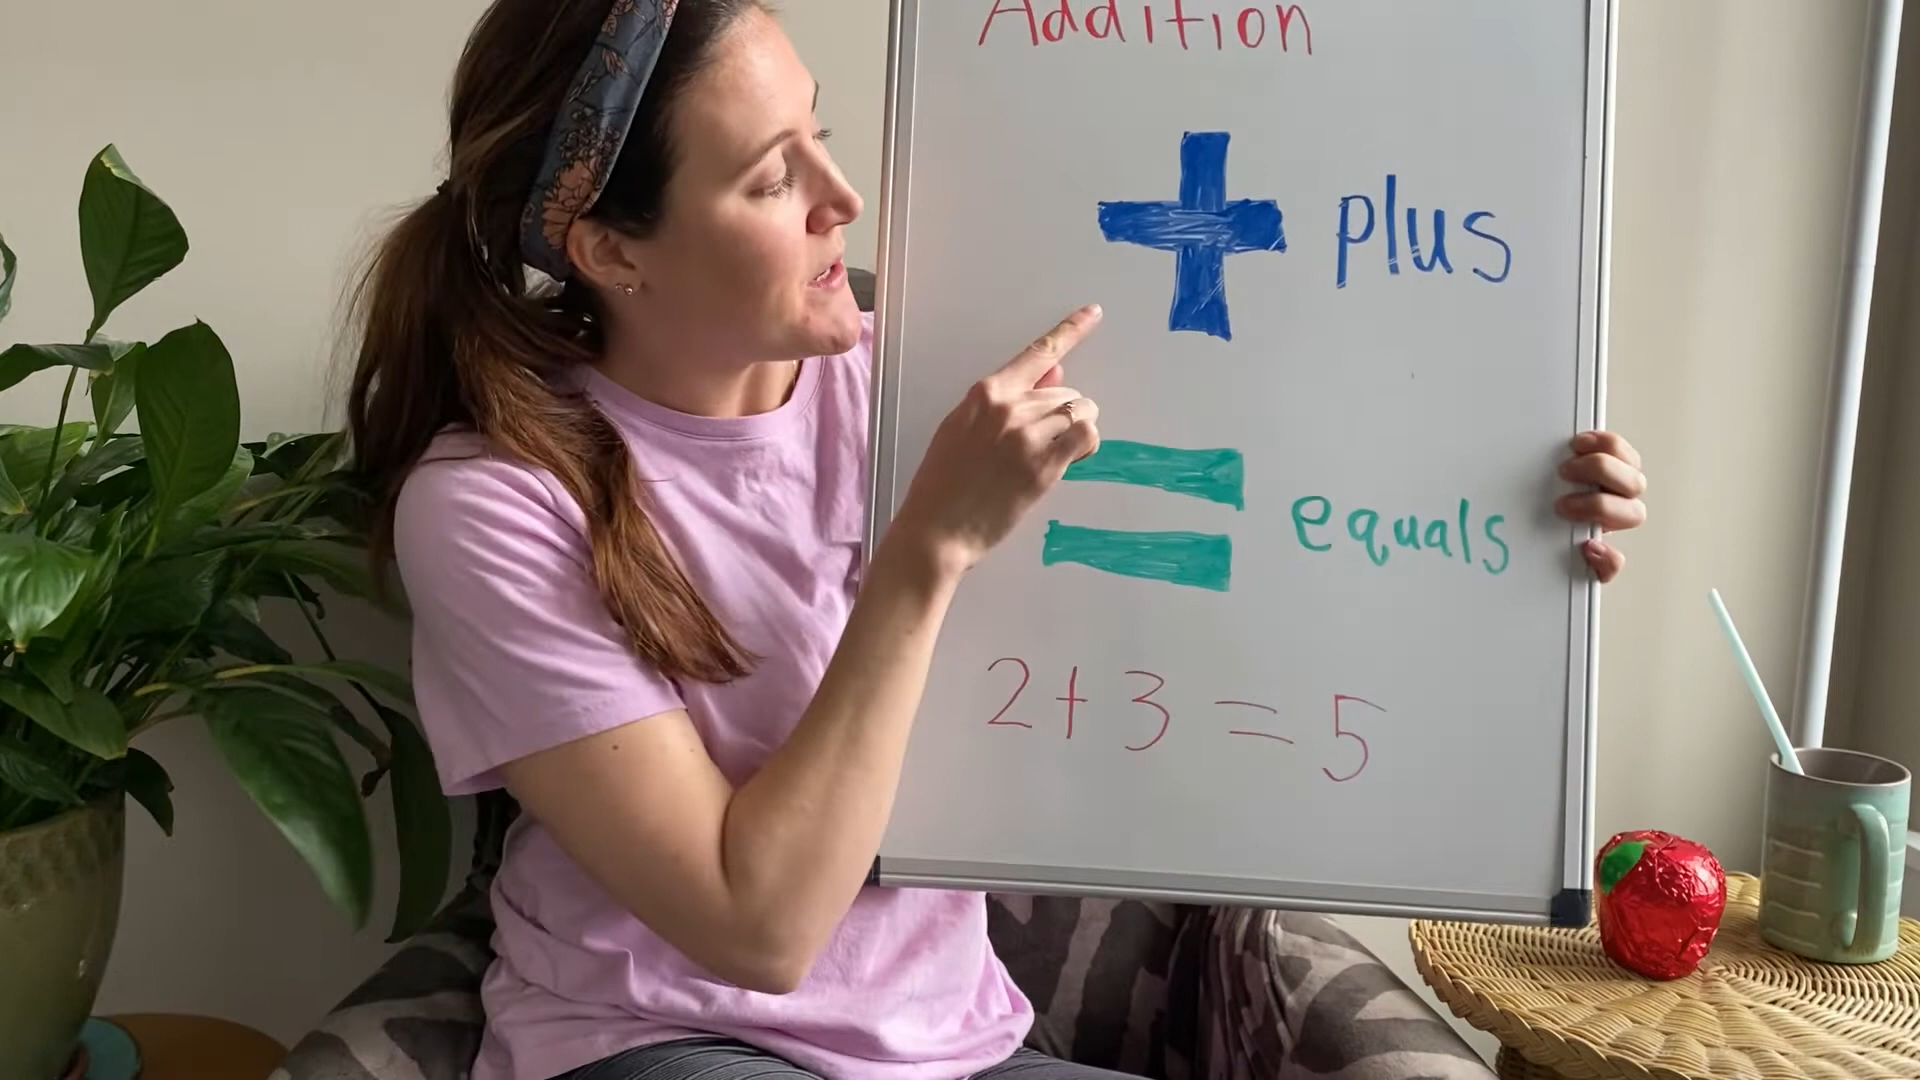 Addition
+ plus
= equals
2 + 3 = 5